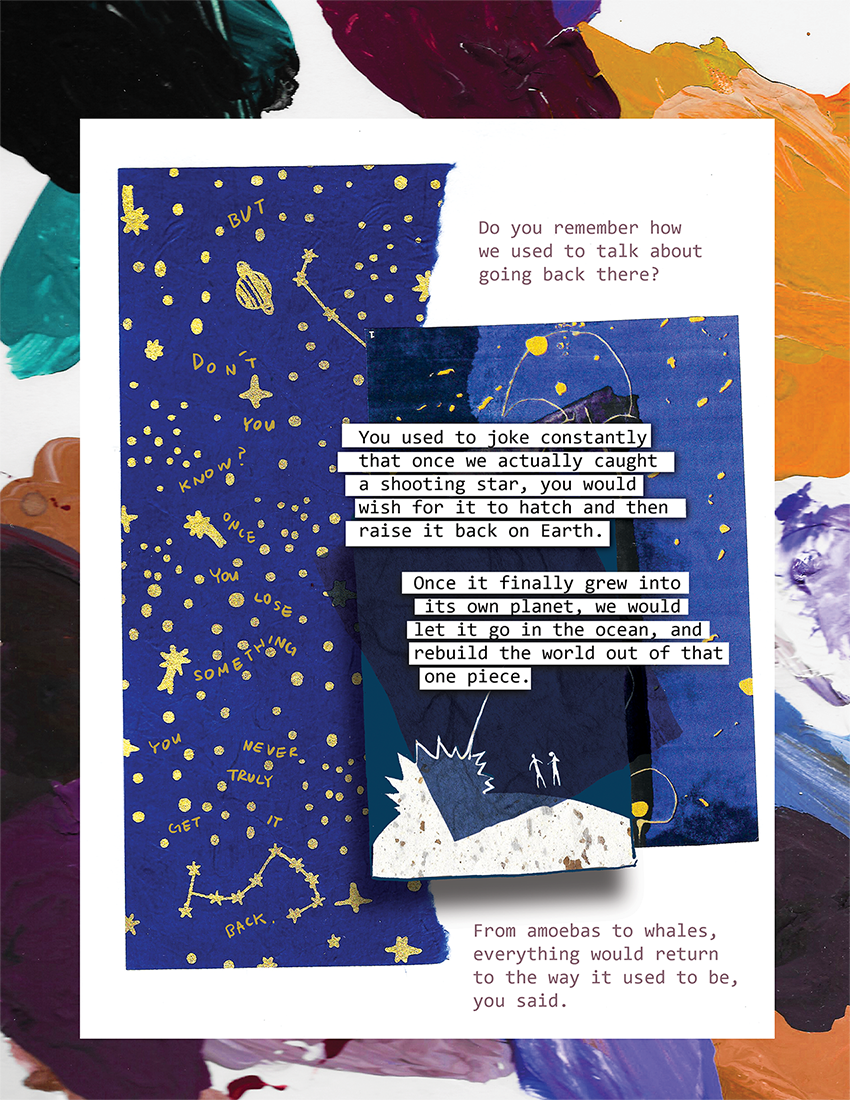 Do you remember how
we used to talk about
going back there?
You used to joke constantly
that once we actually caught
a shooting star, you would
wish for it to hatch and then
raise it back on Earth.
Once it finally grew into
its own planet, we would
let it go in the ocean, and
rebuild the world out of that
one piece.
From amoebas to whales,
everything would return
to the way it used to be,
you said.
BUT
DON'T
YOU
KNOW?
ONCE
YOU
LOSE
SOMETHING
YOU
NEVER
TRULY
GET
IT
BACK.